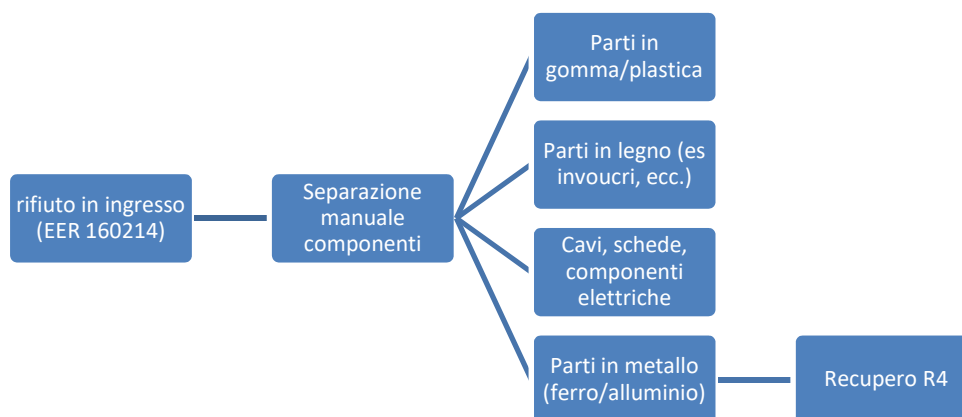 Parti in
gomma/plastica
Parti in legno (es
invoucri, ecc.)
rifiuto in ingresso
(EER 160214)
Separazione
manuale
componenti
Cavi, schede,
componenti
elettriche
Parti in metallo
(ferro/alluminio)
Recupero R4